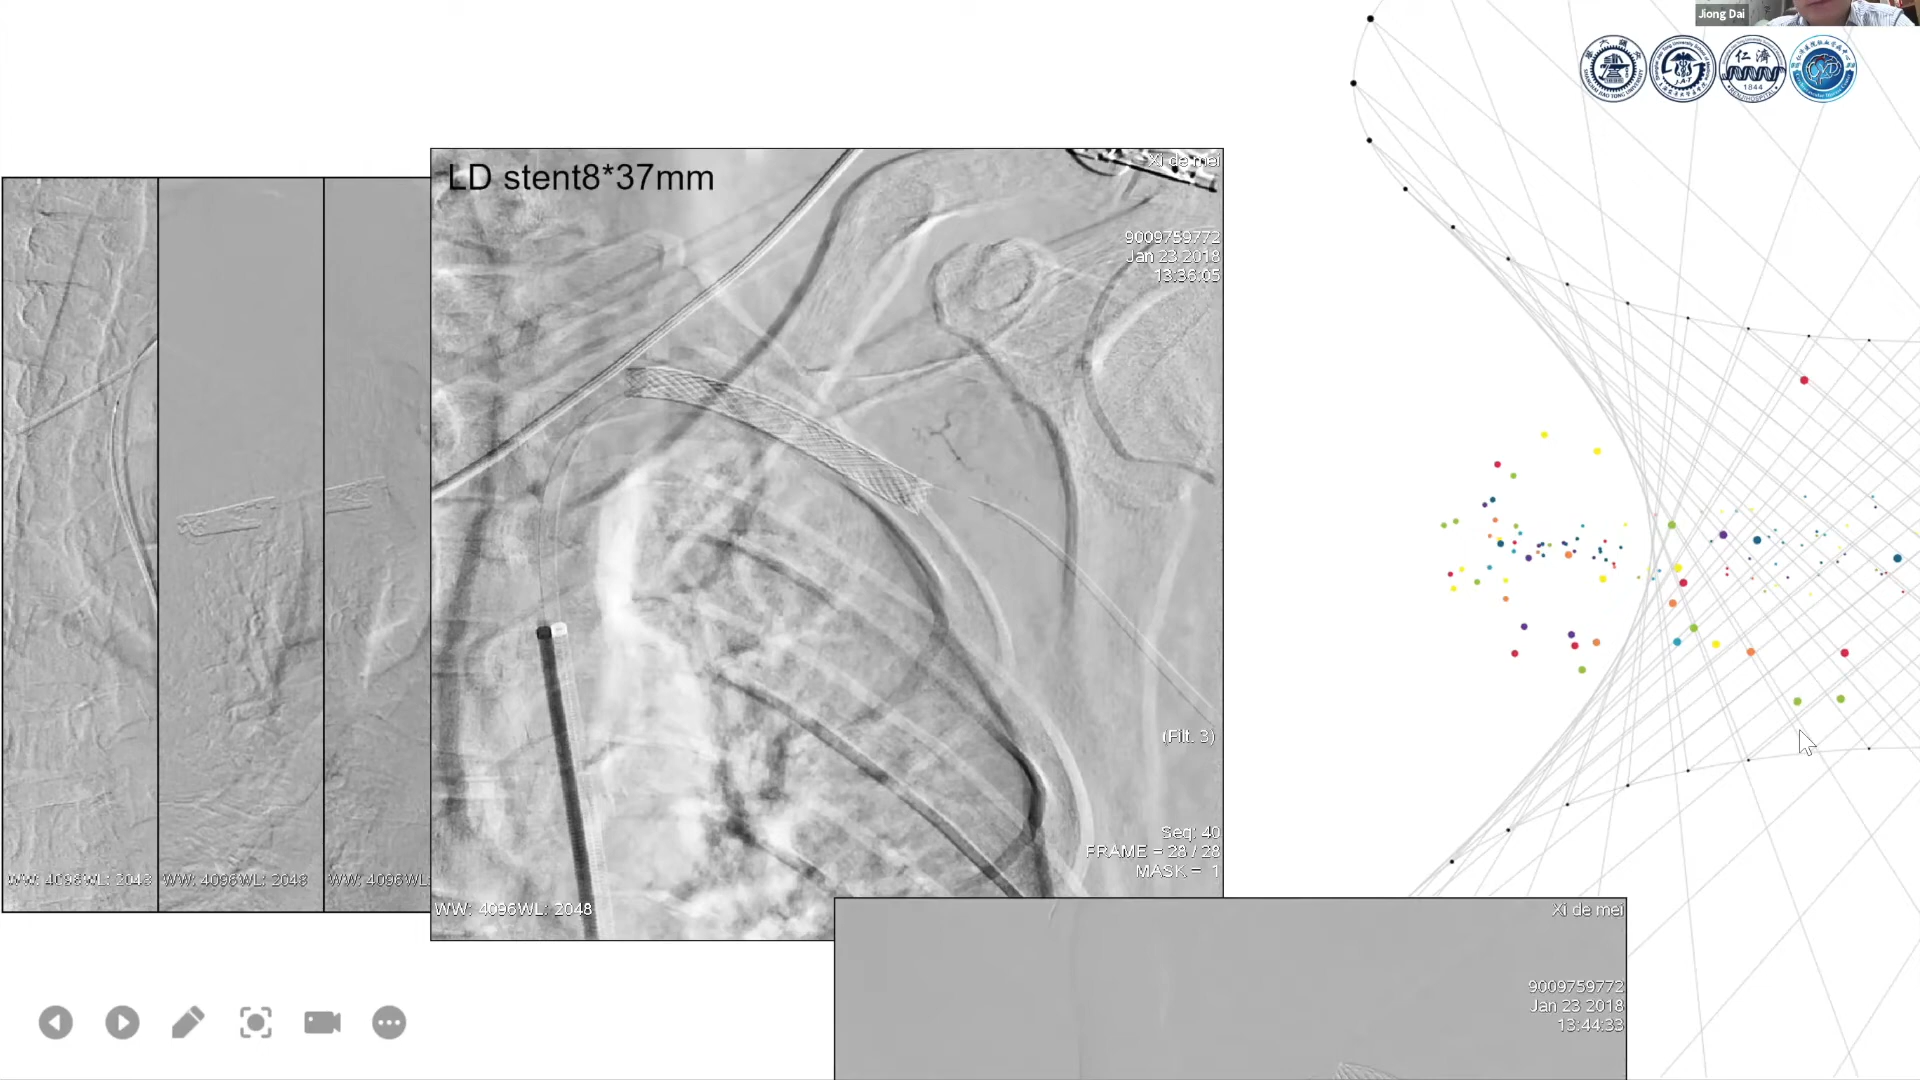 Jiong Dai
仁濟
1844
LD stent8*37mm
Xi de mei
9009759772
Jan 23 2018
13:36:05
(Filt. 3)
Seq: 40
FRAME = 28 / 28
MASK = 1
WW: 4096WL: 2043
WW: 4096WL: 2048
WW: 4096WL:
WW: 4096WL: 2048
Xi de mei
9009759772
Jan 23 2018
13:44:33